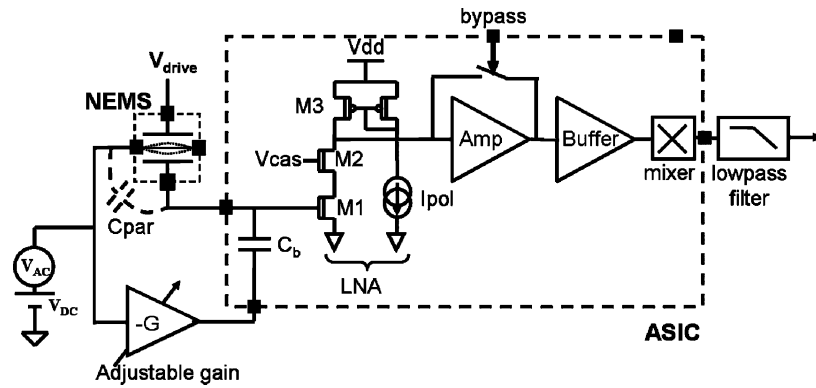 bypass
Vdd
Vdrive
NEMS
M3
Vcas
M2
M1
Ipol
Amp
Buffer
mixer
lowpass
filter
Cpar
Cb
LNA
VAC
VDC
-G
ASIC
Adjustable gain